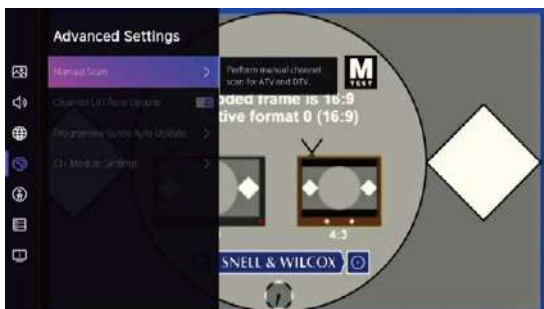 Advanced Settings
Manual Scan
Perform manual channel
scan for ATV and DTV.
M
TEST
oded frame is 16:9
Channel List Auto Update
tive format 0 (16:9)
Programme Guide Auto Update
CI+ Module Settings
4:3
SNELL & WILCOX